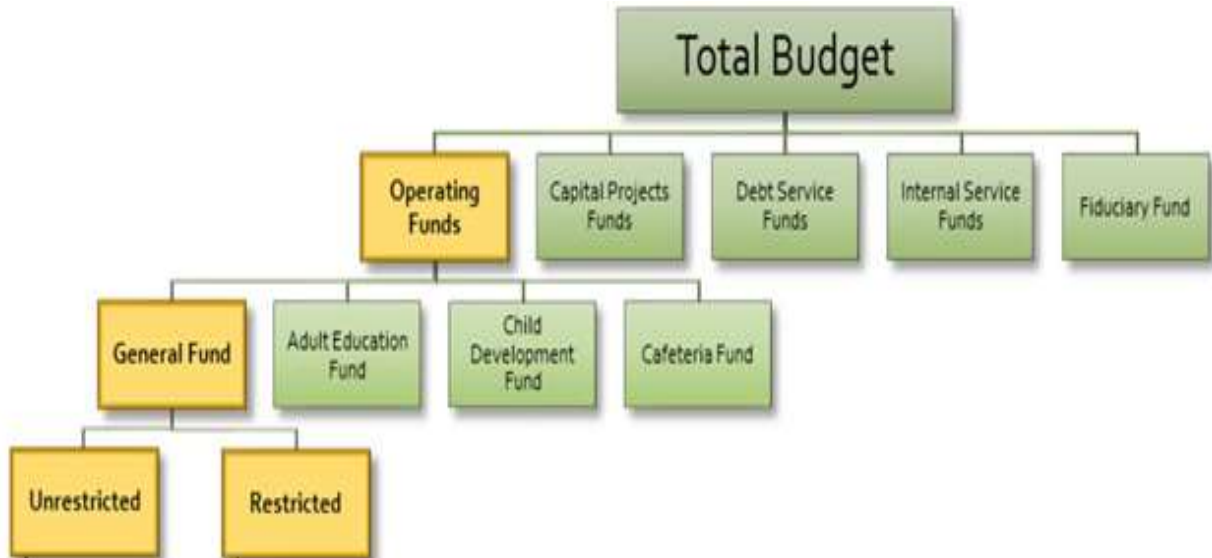 Total Budget
Operating
Funds
Capital Projects
Funds
Debt Service
Funds
Internal Service
Funds
Fiduciary Fund
General Fund
Adult Education
Fund
Child
Development
Fund
Cafeteria Fund
Unrestricted
Restricted